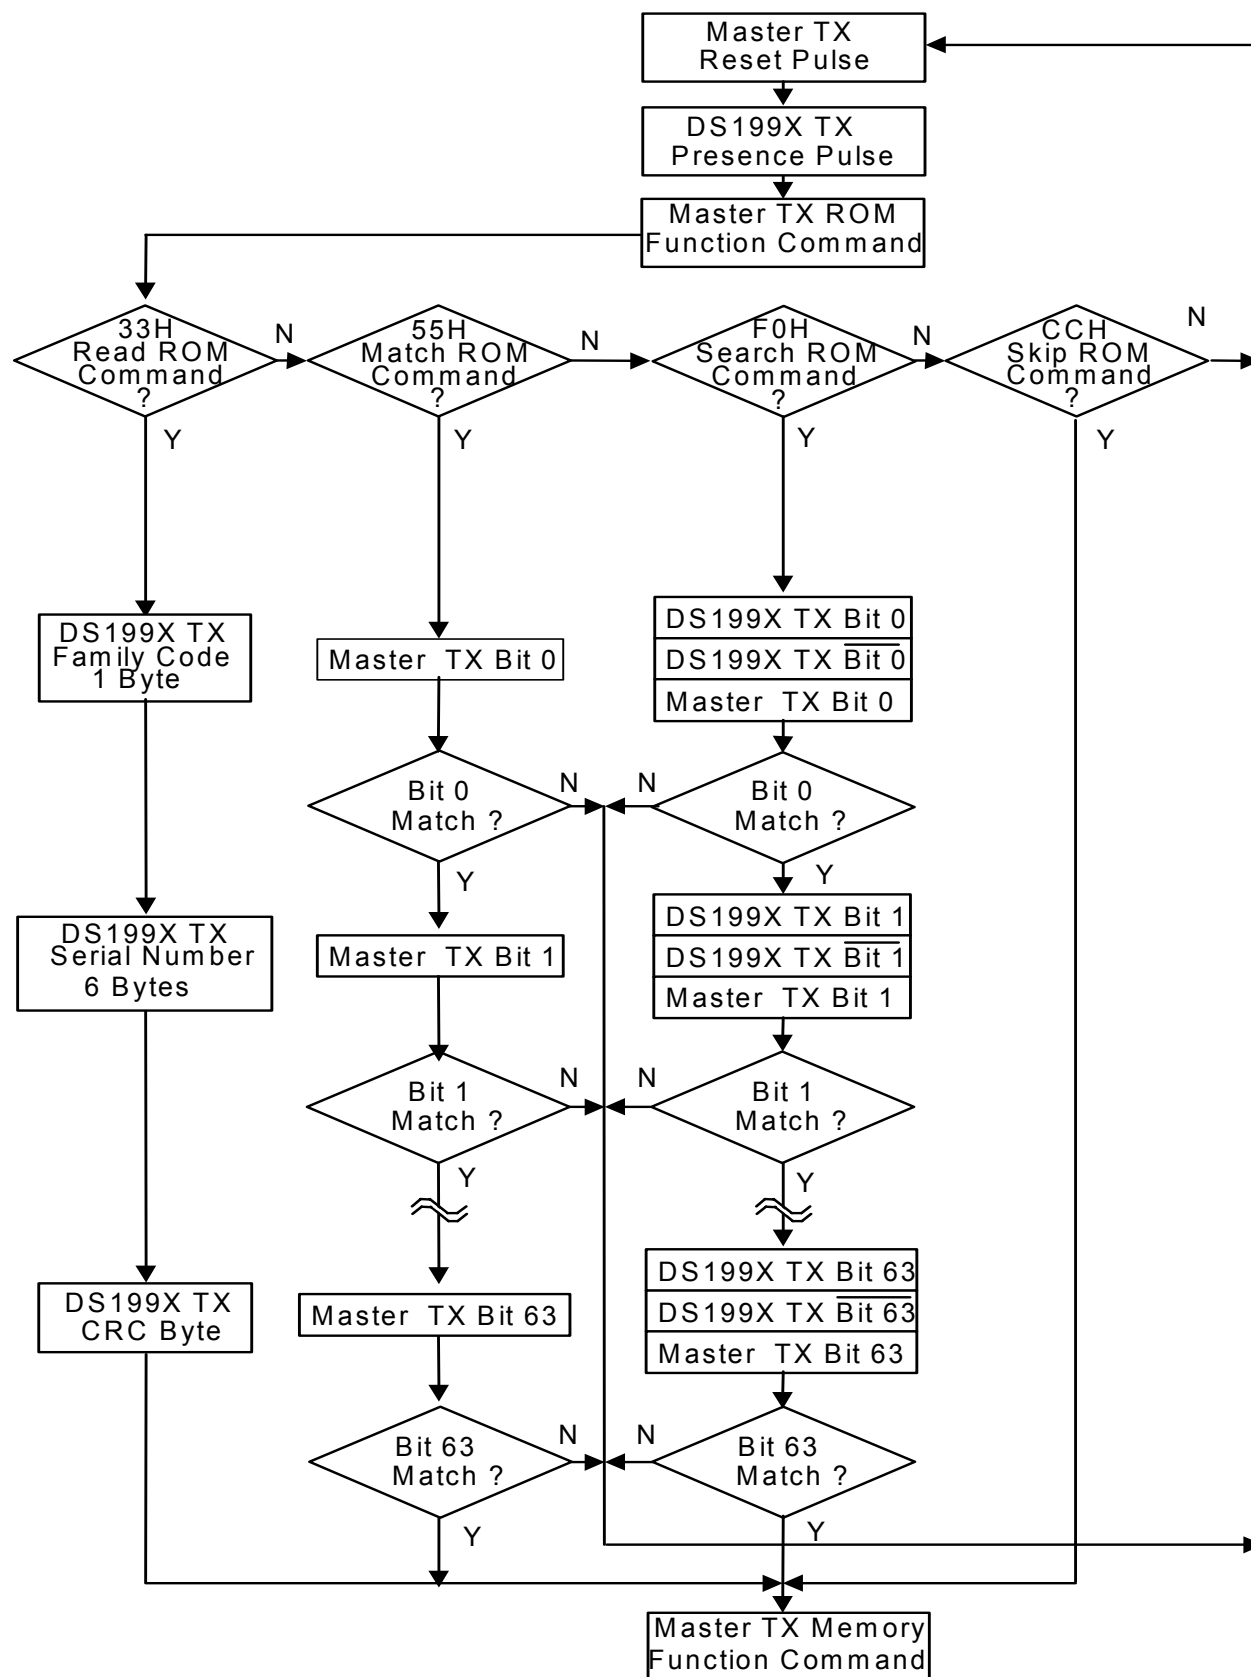 Master TX
Reset Pulse
DS199X TX
Presence Pulse
Master TX ROM
Function Command
33H
Read ROM
Command
?
N
Y
55H
Match ROM
Command
?
N
Y
F0H
Search ROM
Command
?
N
Y
CCH
Skip ROM
Command
?
N
Y
DS199X TX
Family Code
1 Byte
DS199X TX
Serial Number
6 Bytes
DS199X TX
CRC Byte
Master TX Bit 0
Bit 0
Match ?
N
Y
Master TX Bit 1
Bit 1
Match ?
N
Y
Master TX Bit 63
Bit 63
Match ?
N
Y
DS199X TX Bit 0
DS199X TX B̅i̅t̅ ̅0̅
Master TX Bit 0
Bit 0
Match ?
N
Y
DS199X TX Bit 1
DS199X TX B̅i̅t̅ ̅1̅
Master TX Bit 1
Bit 1
Match ?
N
Y
DS199X TX Bit 63
DS199X TX B̅i̅t̅ ̅6̅3̅
Master TX Bit 63
Bit 63
Match ?
N
Y
Master TX Memory
Function Command